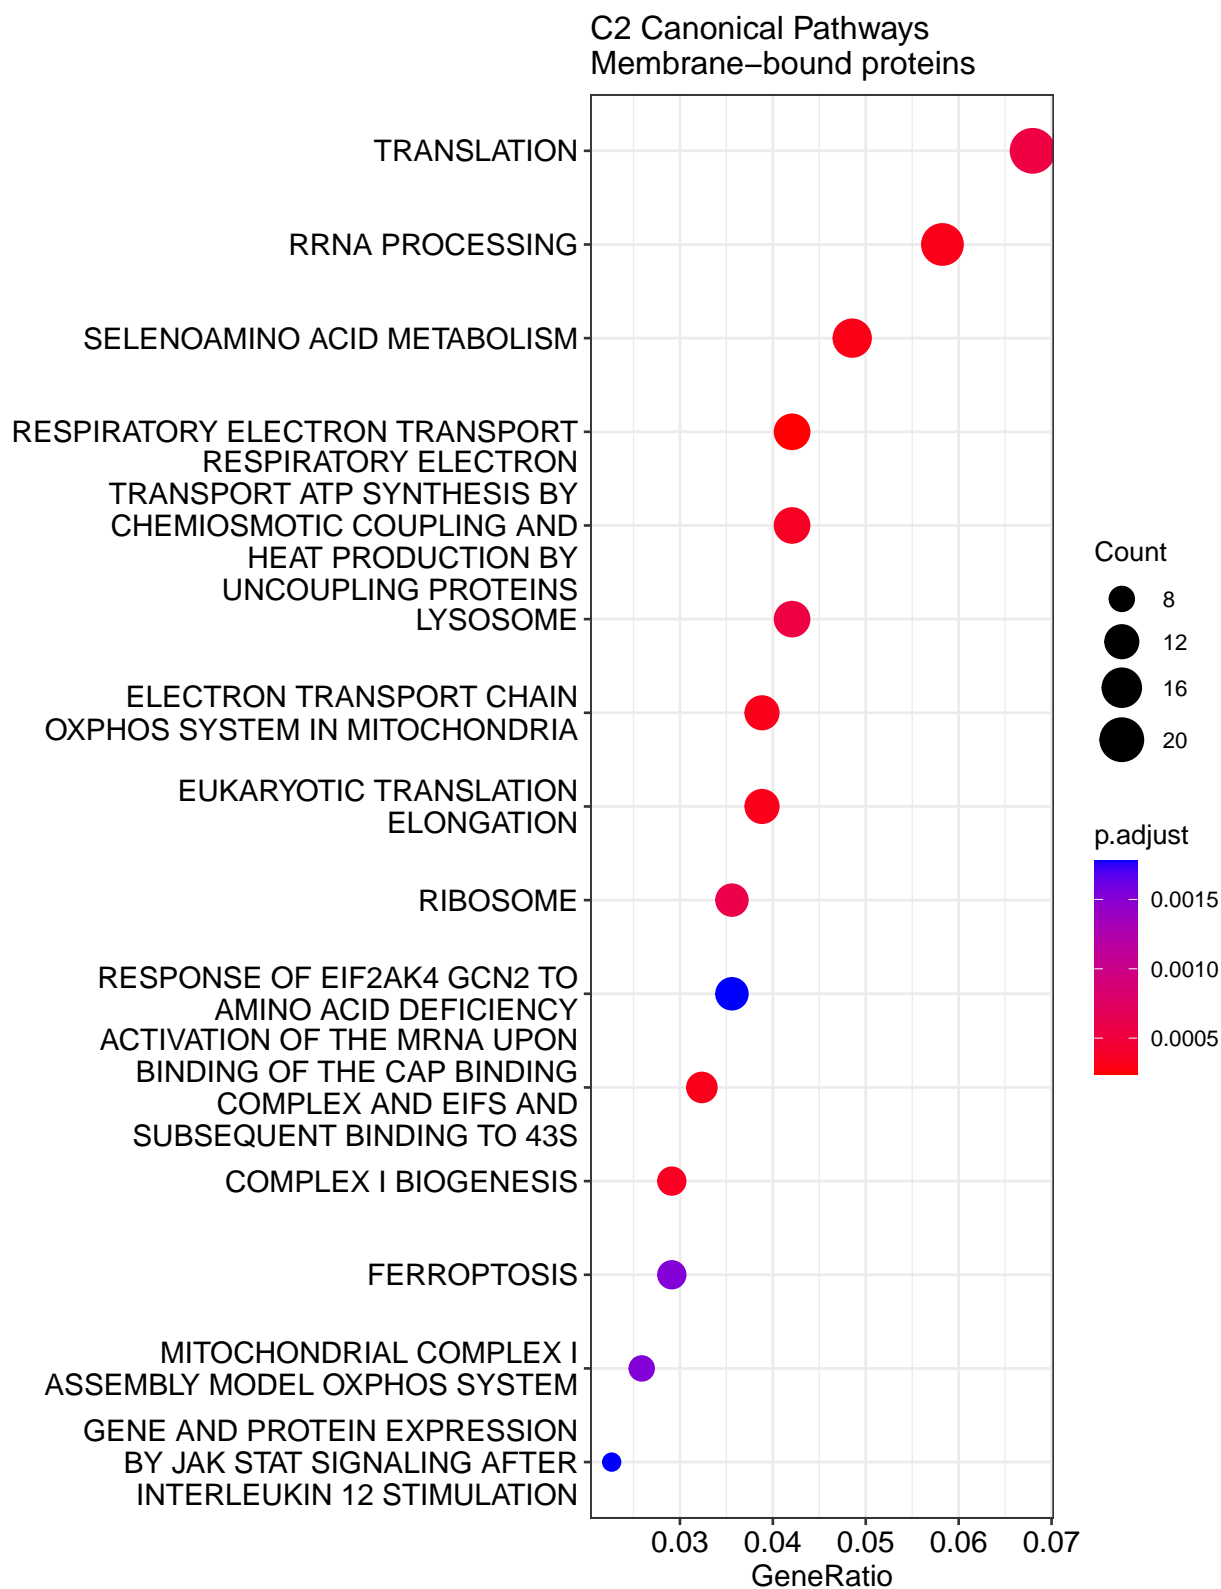 C2 Canonical Pathways
Membrane−bound proteins
TRANSLATION
RRNA PROCESSING
SELENOAMINO ACID METABOLISM
RESPIRATORY ELECTRON TRANSPORT
RESPIRATORY ELECTRON
TRANSPORT ATP SYNTHESIS BY
CHEMIOSMOTIC COUPLING AND
HEAT PRODUCTION BY
UNCOUPLING PROTEINS
LYSOSOME
ELECTRON TRANSPORT CHAIN
OXPHOS SYSTEM IN MITOCHONDRIA
EUKARYOTIC TRANSLATION
ELONGATION
RIBOSOME
RESPONSE OF EIF2AK4 GCN2 TO
AMINO ACID DEFICIENCY
ACTIVATION OF THE MRNA UPON
BINDING OF THE CAP BINDING
COMPLEX AND EIFS AND
SUBSEQUENT BINDING TO 43S
COMPLEX I BIOGENESIS
FERROPTOSIS
MITOCHONDRIAL COMPLEX I
ASSEMBLY MODEL OXPHOS SYSTEM
GENE AND PROTEIN EXPRESSION
BY JAK STAT SIGNALING AFTER
INTERLEUKIN 12 STIMULATION
0.03 0.04 0.05 0.06 0.07
GeneRatio
Count
8
12
16
20
p.adjust
0.0015
0.0010
0.0005